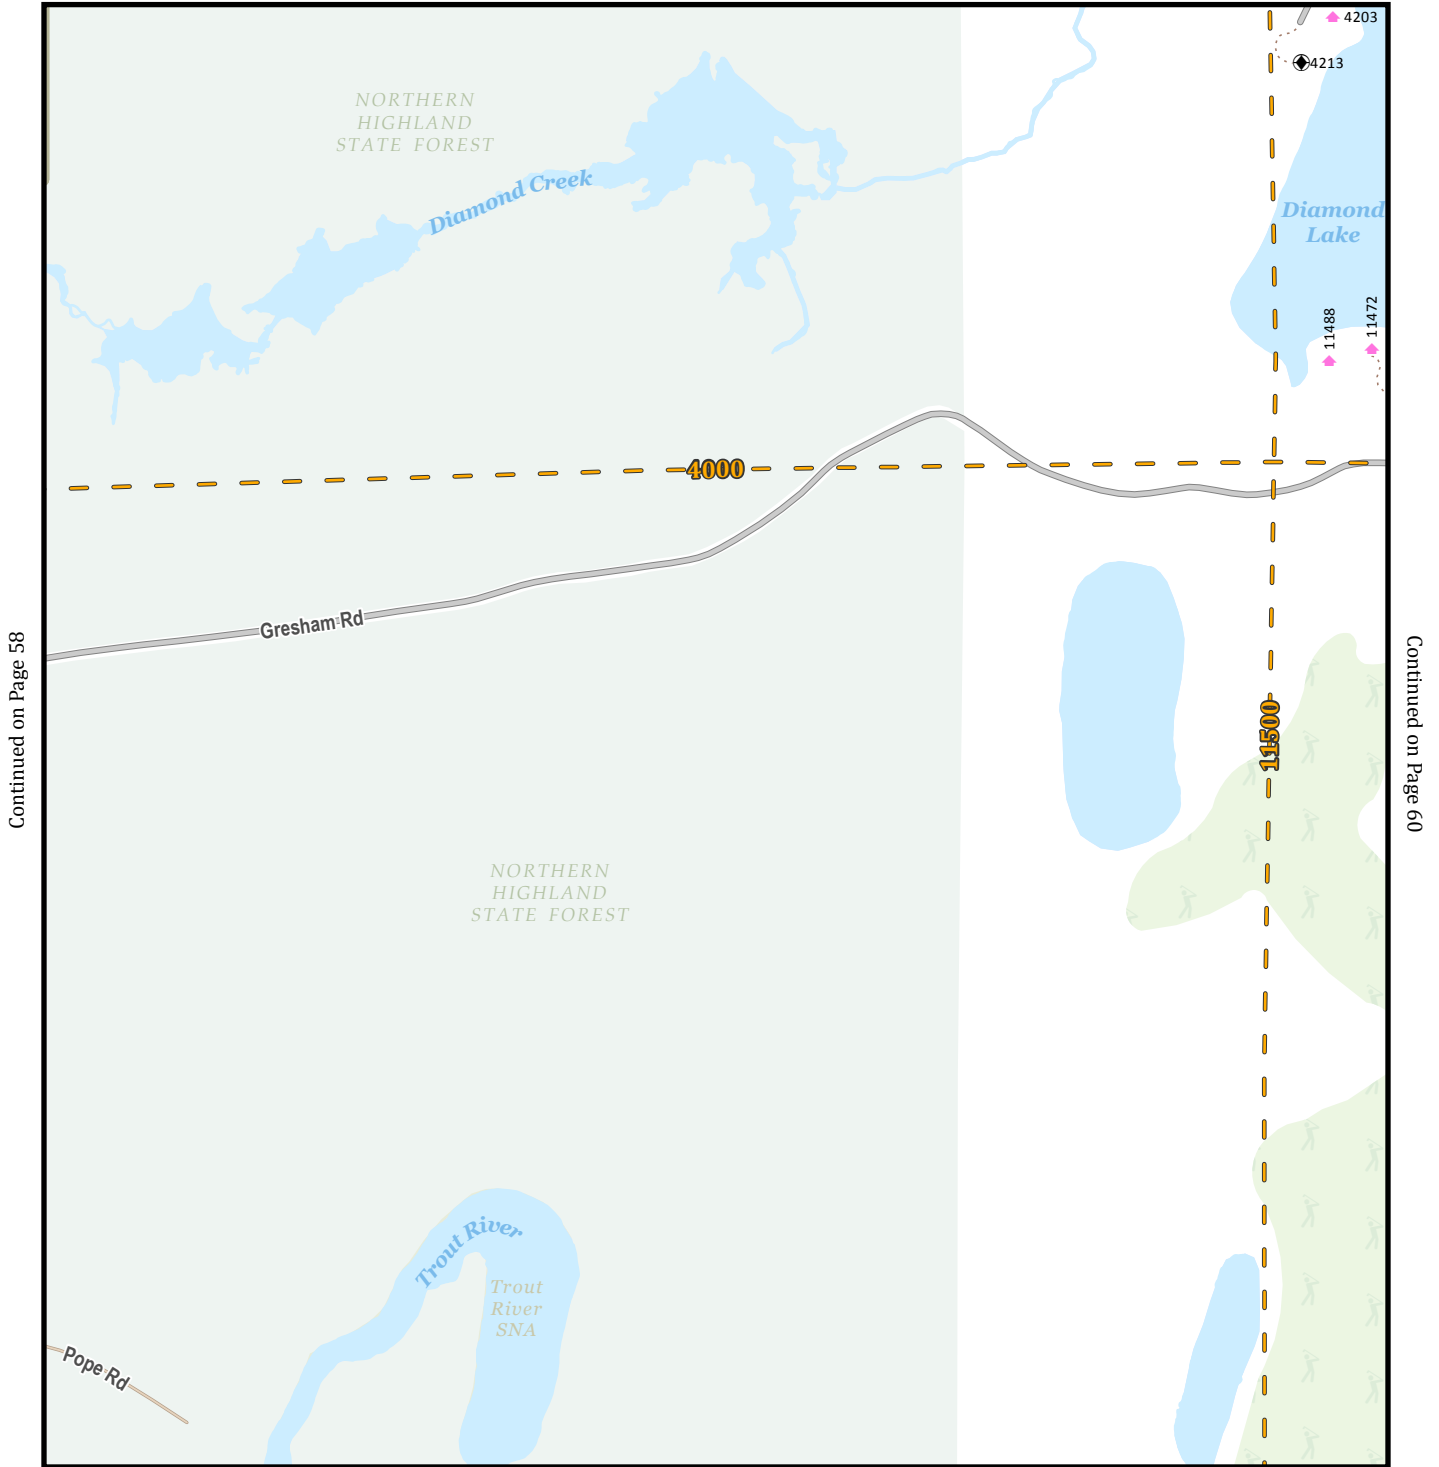 4203
4213
NORTHERN
HIGHLAND
STATE FOREST
Diamond Creek
Diamond
Lake
11488
11472
4000
Gresham Rd
Continued on Page 58
Continued on Page 60
11500
NORTHERN
HIGHLAND
STATE FOREST
Trout River
Trout
River
SNA
Pope Rd